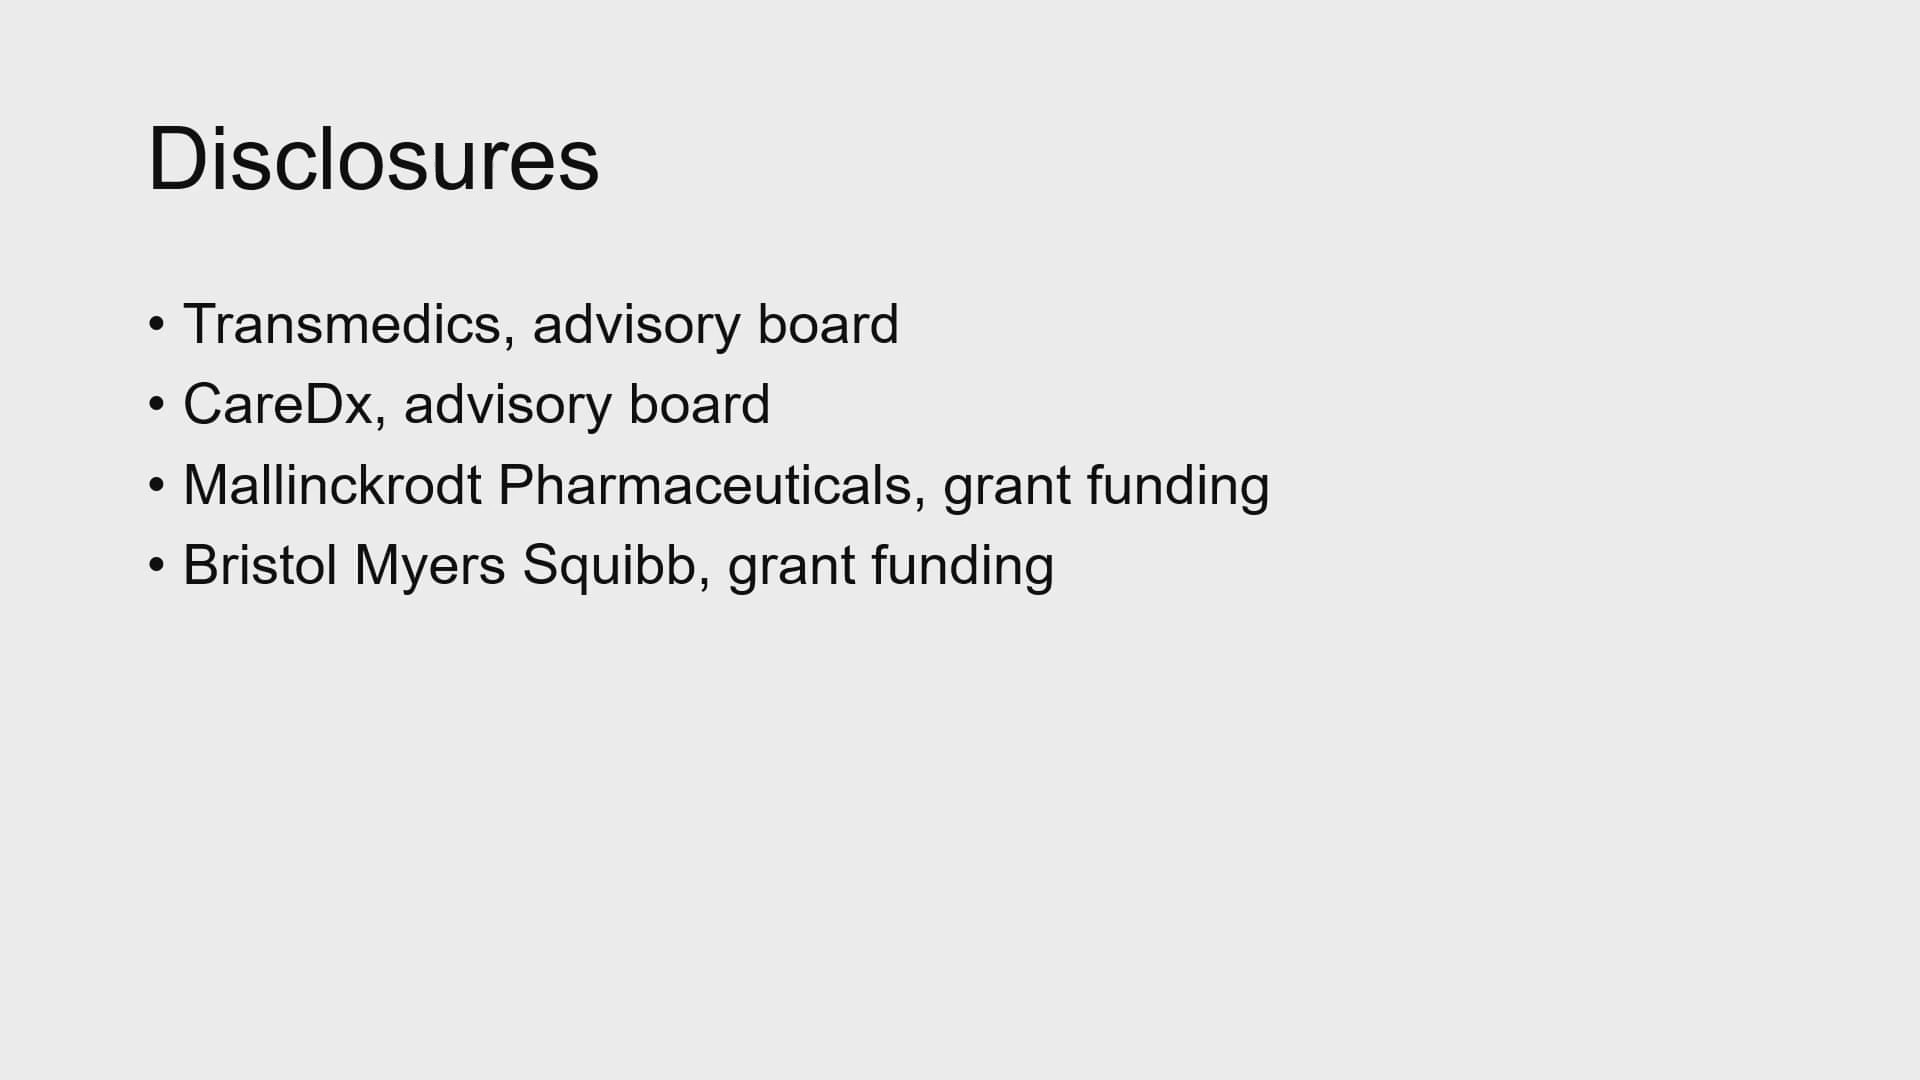 Disclosures
• Transmedics, advisory board
• CareDx, advisory board
• Mallinckrodt Pharmaceuticals, grant funding
• Bristol Myers Squibb, grant funding